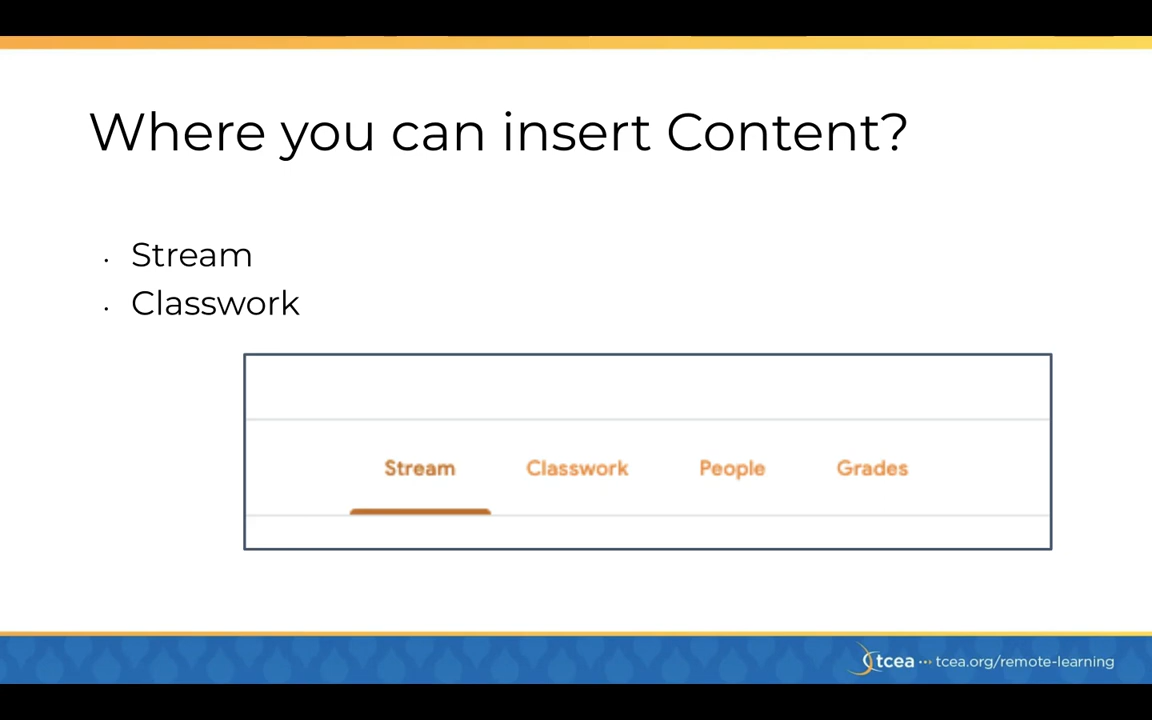 Where you can insert Content?
Stream
Classwork
Stream Classwork People Grades
tcea ••• tcea.org/remote-learning